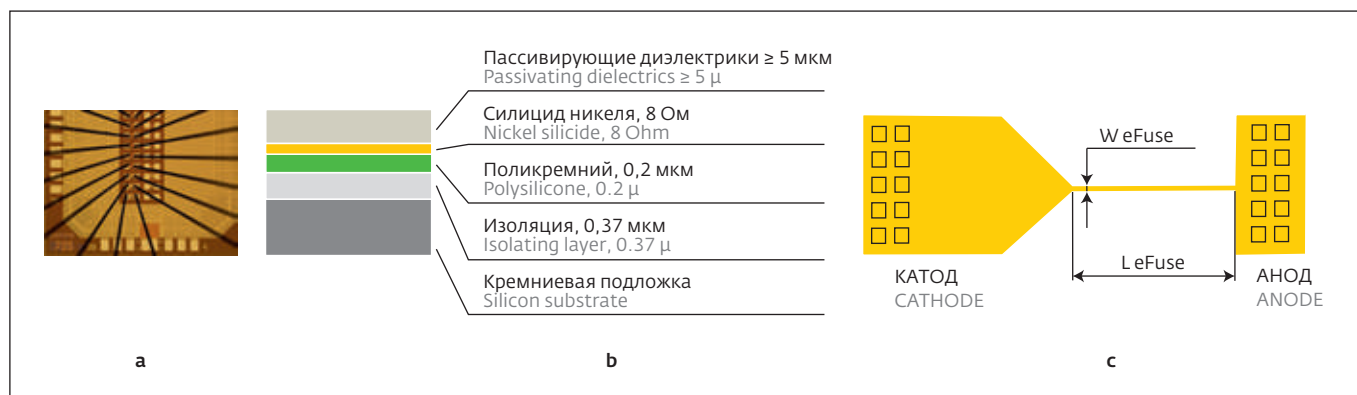 Пассивирующие диэлектрики ≥ 5 мкм
Passivating dielectrics ≥ 5 μ
Силицид никеля, 8 Ом
Nickel silicide, 8 Ohm
Поликремний, 0,2 мкм
Polysilicone, 0.2 μ
Изоляция, 0,37 мкм
Isolating layer, 0.37 μ
Кремниевая подложка
Silicon substrate
W eFuse
L eFuse
КАТОД
CATHODE
АНОД
ANODE
a
b
c